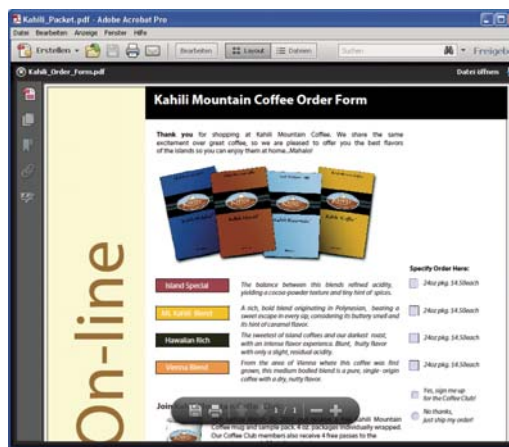 Kahili_Packet.pdf - Adobe Acrobat Pro
Datei Bearbeiten Anzeige Fenster Hilfe
Erstellen Bearbeiten Layout Dateien Suchen Freigeb
Kahili_Order_Form.pdf Datei öffnen
Kahili Mountain Coffee Order Form
Thank you for shopping at Kahili Mountain Coffee. We share the same
excitement over great coffee, so we are pleased to offer you the best flavors
of the islands so you can enjoy them at home...Mahalo!
On-line
Specify Order Here:
Island Special
The balance between this blends refined acidity,
yielding a cocoa-powder texture and tiny hint of spices.
24oz pkg. 14.50each
Mt. Kahili Blend
A rich, bold blend originating in Polynesian, beating a
sweet escape in every sip, considering its buttery smell and
its hint of caramel flavor.
24oz pkg. 14.50each
Hawaiian Rich
The sweetest of island coffees and our darkest roast,
with an intense flavor experience. Blunt, fruity flavor
with only a slight, residual acidity.
24oz pkg. 14.50each
Vienna Blend
From the area of Vienna where this coffee was first
grown, this medium bodied blend is a pure, single-origin
coffee with a dry, nutty flavor.
24oz pkg. 14.50each
Yes, sign me up
for the Coffee Club!
No thanks,
just ship my order!
Join
1 / 1
Kahili Mountain
Coffee mug and sample pack. 4 oz. packages individually wrapped.
Our Coffee Club members also receive 4 free passes to the